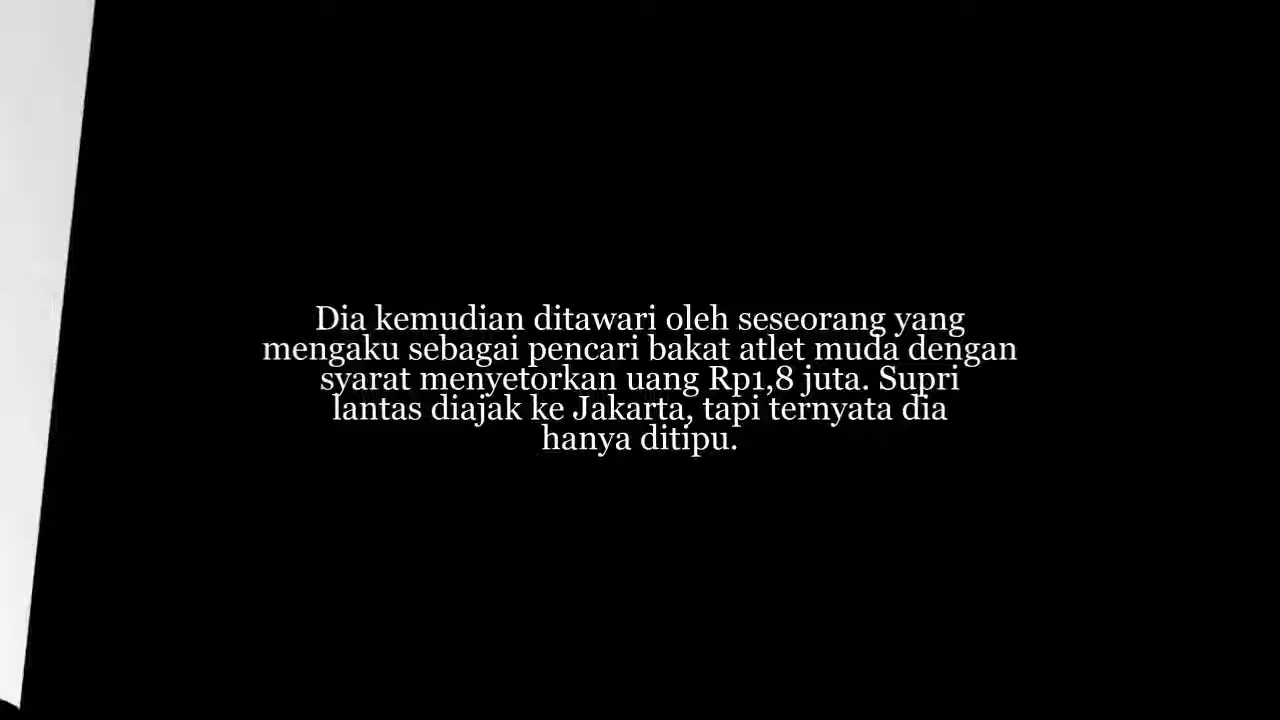 Dia kemudian ditawari oleh seseorang yang
mengaku sebagai pencari bakat atlet muda dengan
syarat menyetorkan uang Rp1,8 juta. Supri
lantas diajak ke Jakarta, tapi ternyata dia
hanya ditipu.